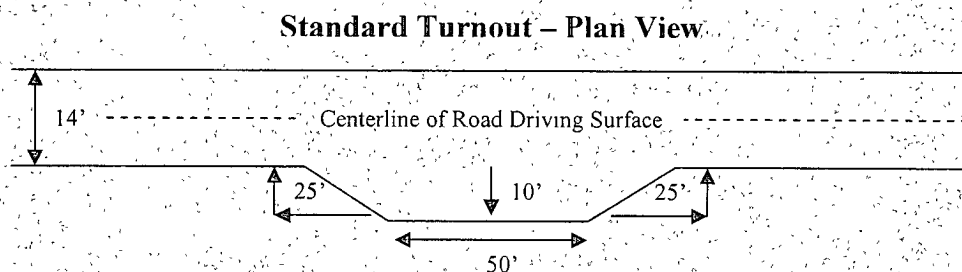 Standard Turnout – Plan View
14’
Centerline of Road Driving Surface
25’
10’
25’
50’